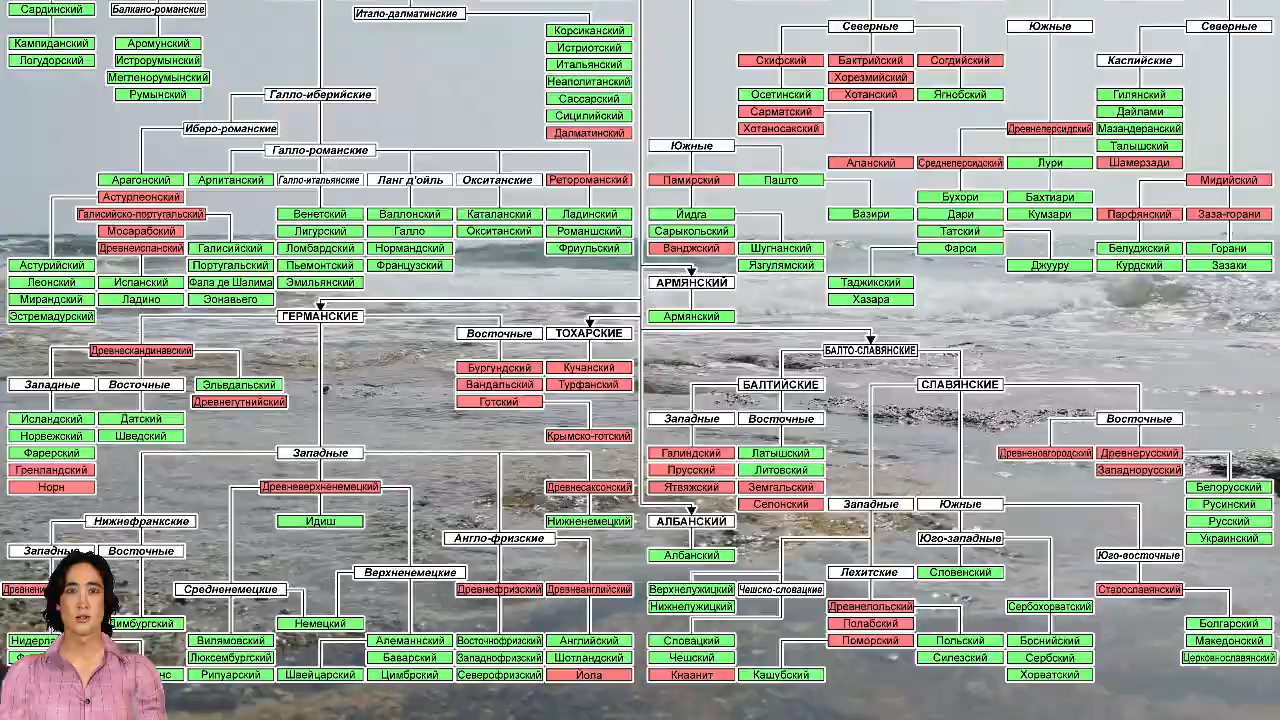 Сардинский
Балкано-романские
Итало-далматинские
Северные
Южные
Северные
Корсиканский
Кампиданский
Аромунский
Истриотский
Логудорский
Истрорумынский
Итальянский
Скифский
Бактрийский
Согдийский
Каспийские
Мегленорумынский
Неаполитанский
Хорезмийский
Румынский
Галло-иберийские
Сассарский
Осетинский
Хотанский
Ягнобский
Гилянский
Сицилийский
Сарматский
Дайлами
Иберо-романские
Далматинский
Хотаносакский
Древнеперсидский
Мазандеранский
Галло-романские
Южные
Талышский
Аланский
Среднеперсидский
Лури
Шамерзади
Арагонский
Арпитанский
Галло-итальянские
Ланг д'ойль
Окситанские
Ретороманский
Памирский
Пашто
Мидийский
Астурлеонский
Бухори
Бахтиари
Галисийско-португальский
Венетский
Валлонский
Каталанский
Ладинский
Йидга
Вазири
Дари
Кумзари
Парфянский
Заза-горани
Мосарабский
Лигурский
Галло
Окситанский
Романшский
Сарыкольский
Татский
Древнеиспанский
Галисийский
Ломбардский
Нормандский
Фриульский
Ванджский
Шугнанский
Фарси
Белуджский
Горани
Астурийский
Португальский
Пьемонтский
Французский
Язгулямский
Джууру
Курдский
Зазаки
Леонский
Испанский
Фала де Шалима
Эмильянский
АРМЯНСКИЙ
Таджикский
Мирандский
Ладино
Эонавьего
Хазара
Эстремадурский
ГЕРМАНСКИЕ
Армянский
Восточные
ТОХАРСКИЕ
Древнескандинавский
БАЛТО-СЛАВЯНСКИЕ
Бургундский
Кучанский
Западные
Восточные
Эльвдальский
Вандальский
Турфанский
БАЛТИЙСКИЕ
СЛАВЯНСКИЕ
Древнегутнийский
Готский
Исландский
Датский
Западные
Восточные
Восточные
Норвежский
Шведский
Крымско-готский
Фарерский
Западные
Галиндский
Латышский
Древненовгородский
Древнерусский
Гренландский
Прусский
Литовский
Западнорусский
Норн
Древневерхненемецкий
Древнесаксонский
Ятвяжский
Земгальский
Белорусский
Селонский
Западные
Южные
Русинский
Нижнефранкские
Идиш
Нижненемецкий
АЛБАНСКИЙ
Русский
Англо-фризские
Юго-западные
Украинский
Западные
Восточные
Албанский
Юго-восточные
Верхненемецкие
Лехитские
Словенский
Средненемецкие
Древнефризский
Древнеанглийский
Верхнелужицкий
Чешско-словацкие
Старославянский
Нижнелужицкий
Древнепольский
Сербохорватский
Лимбургский
Немецкий
Полабский
Болгарский
Вилямовский
Алеманнский
Восточнофризский
Английский
Словацкий
Поморский
Польский
Боснийский
Македонский
Люксембургский
Баварский
Западнофризский
Шотландский
Чешский
Силезский
Сербский
Церковнославянский
Рипуарский
Швейцарский
Цимбрский
Северофризский
Йола
Кнаанит
Кашубский
Хорватский